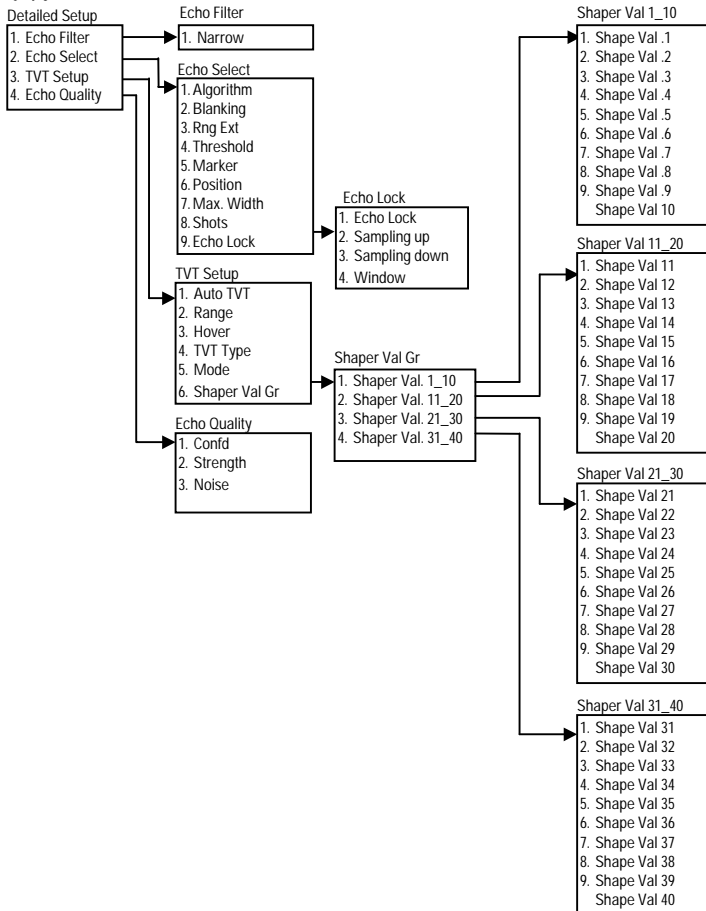 Detailed Setup
1. Echo Filter
2. Echo Select
3. TVT Setup
4. Echo Quality
Echo Filter
1. Narrow
Echo Select
1. Algorithm
2. Blanking
3. Rng Ext
4. Threshold
5. Marker
6. Position
7. Max. Width
8. Shots
9. Echo Lock
Echo Lock
1. Echo Lock
2. Sampling up
3. Sampling down
4. Window
TVT Setup
1. Auto TVT
2. Range
3. Hover
4. TVT Type
5. Mode
6. Shaper Val Gr
Echo Quality
1. Confd
2. Strength
3. Noise
Shaper Val Gr
1. Shaper Val. 1_10
2. Shaper Val. 11_20
3. Shaper Val. 21_30
4. Shaper Val. 31_40
Shaper Val 1_10
1. Shape Val .1
2. Shape Val .2
3. Shape Val .3
4. Shape Val .4
5. Shape Val .5
6. Shape Val .6
7. Shape Val .7
8. Shape Val .8
9. Shape Val .9
Shape Val 10
Shaper Val 11_20
1. Shape Val 11
2. Shape Val 12
3. Shape Val 13
4. Shape Val 14
5. Shape Val 15
6. Shape Val 16
7. Shape Val 17
8. Shape Val 18
9. Shape Val 19
Shape Val 20
Shaper Val 21_30
1. Shape Val 21
2. Shape Val 22
3. Shape Val 23
4. Shape Val 24
5. Shape Val 25
6. Shape Val 26
7. Shape Val 27
8. Shape Val 28
9. Shape Val 29
Shape Val 30
Shaper Val 31_40
1. Shape Val 31
2. Shape Val 32
3. Shape Val 33
4. Shape Val 34
5. Shape Val 35
6. Shape Val 36
7. Shape Val 37
8. Shape Val 38
9. Shape Val 39
Shape Val 40